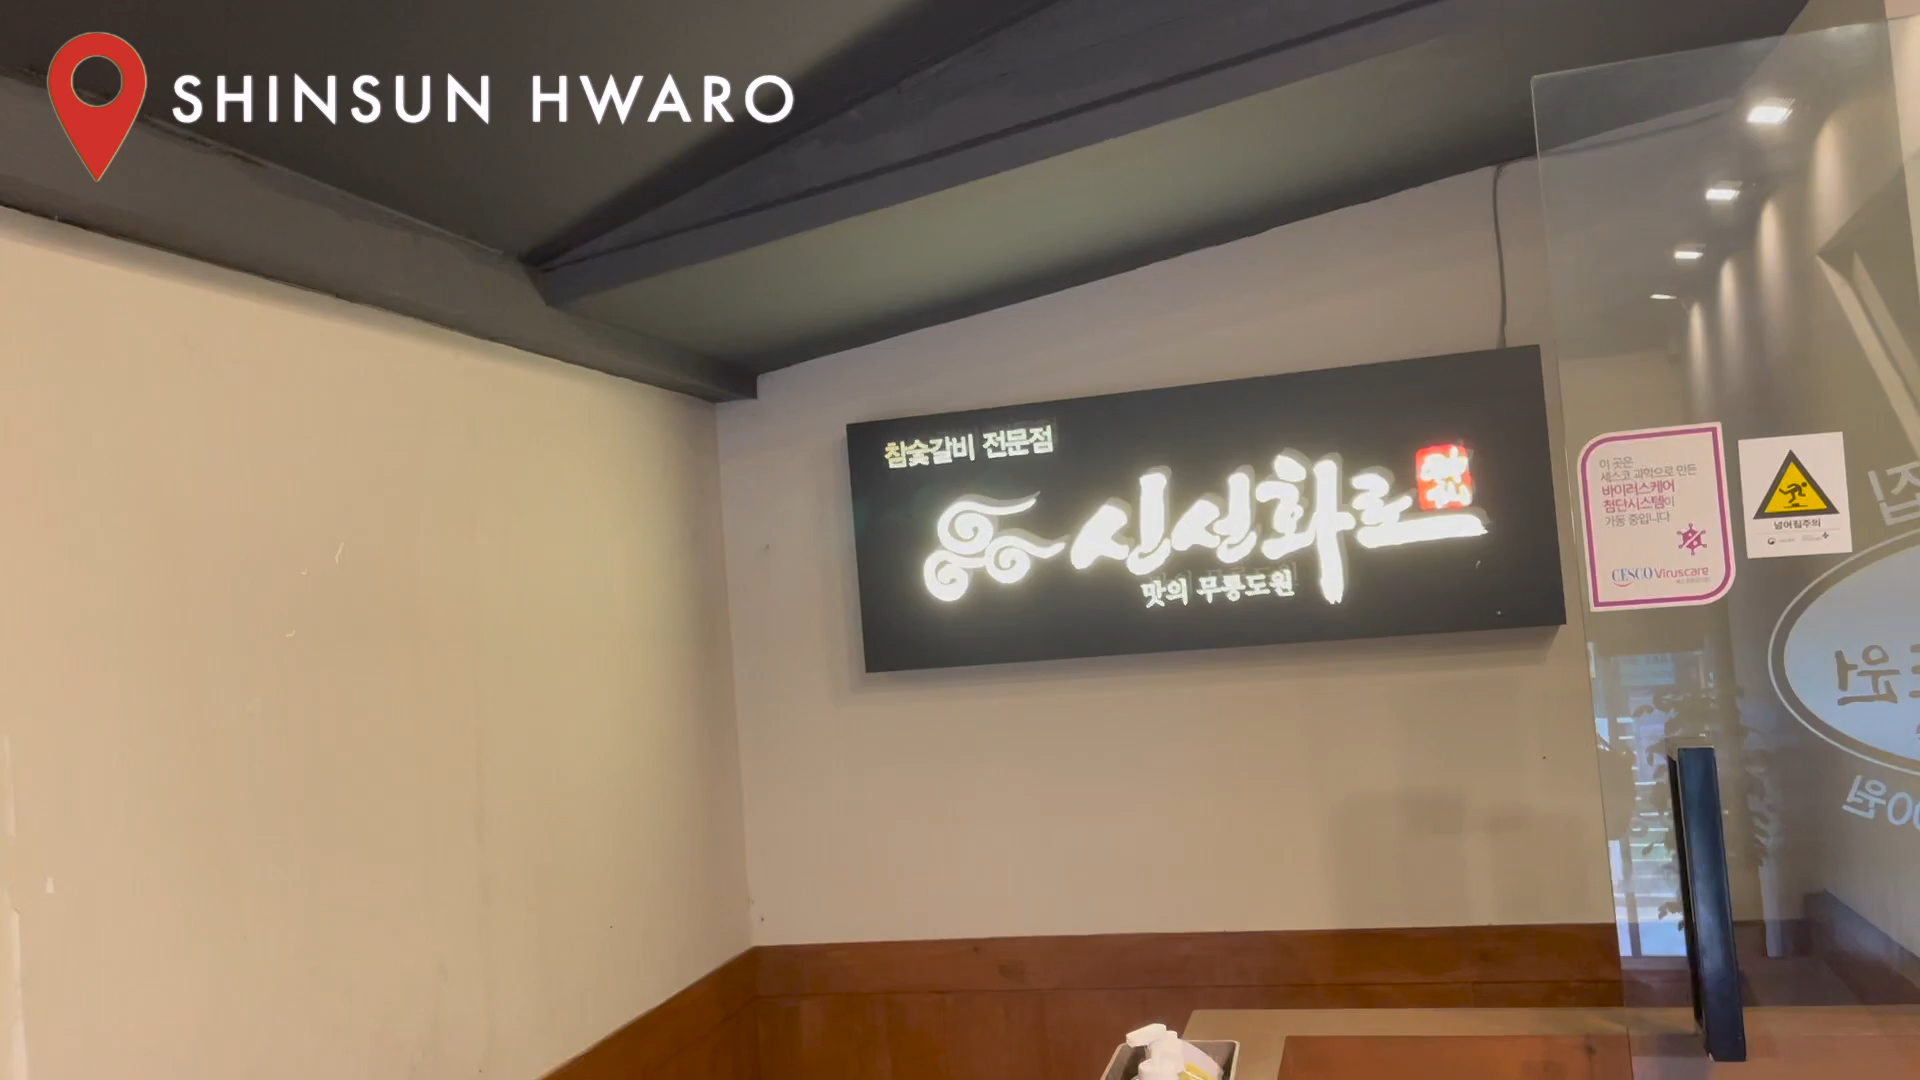 SHINSUN HWARO
참숯갈비 전문점
신선화로
맛의 무릉도원
이 곳은
세스코 과학으로 만든
바이러스케어
첨단시스템이
가동 중입니다
CESCO Viruscare
넘어짐주의